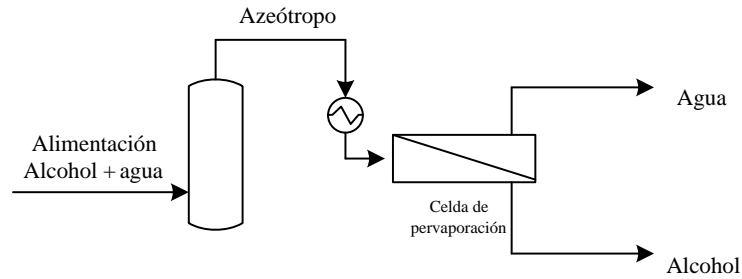 Azeótropo
Agua
Alimentación
Alcohol + agua
Celda de
pervaporación
Alcohol